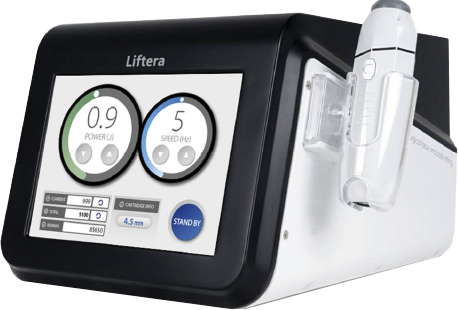 Liftera
0.9
POWER (J)
5
SPEED (Hz)
CURRENT 999
TOTAL 5100
REMAIN 85650
CARTRIDGE INFO
4.5 mm
STAND BY